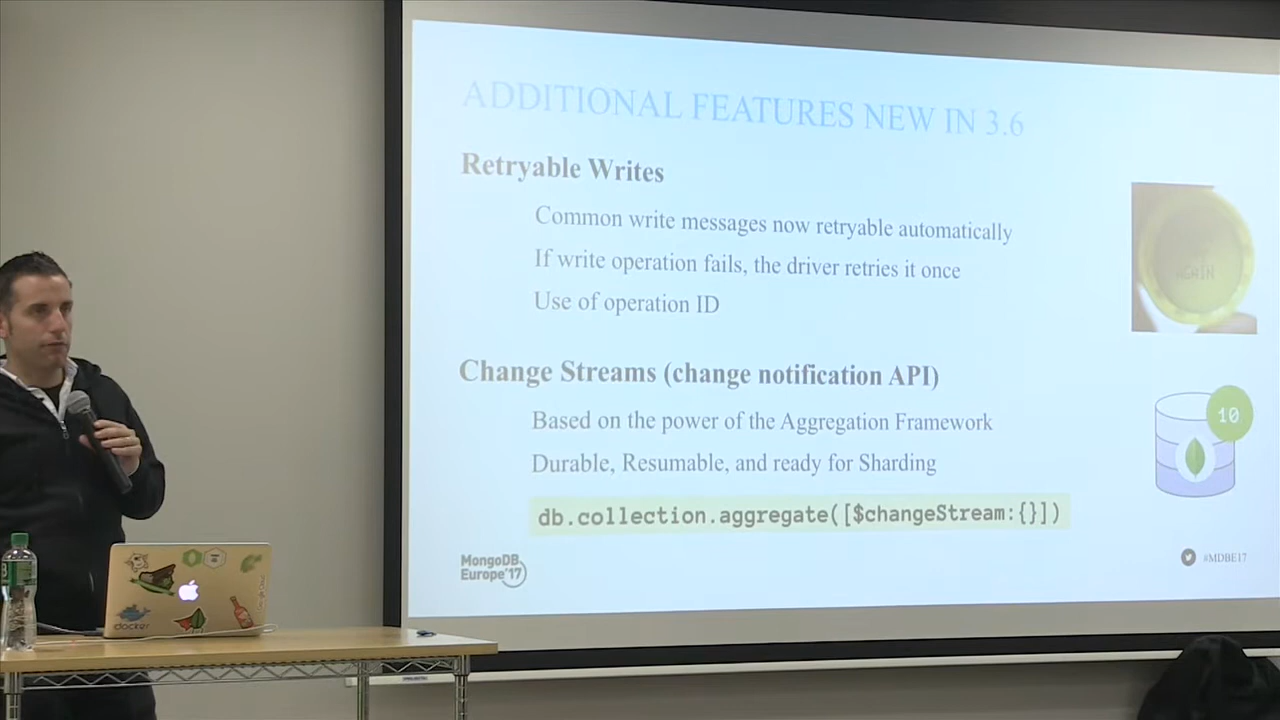 ADDITIONAL FEATURES NEW IN 3.6
Retryable Writes
Common write messages now retryable automatically
If write operation fails, the driver retries it once
Use of operation ID
AGAIN
Change Streams (change notification API)
Based on the power of the Aggregation Framework
10
Durable, Resumable, and ready for Sharding
db.collection.aggregate([$changeStream:{}])
MongoDB
Europe'17
#MDBE17
docker